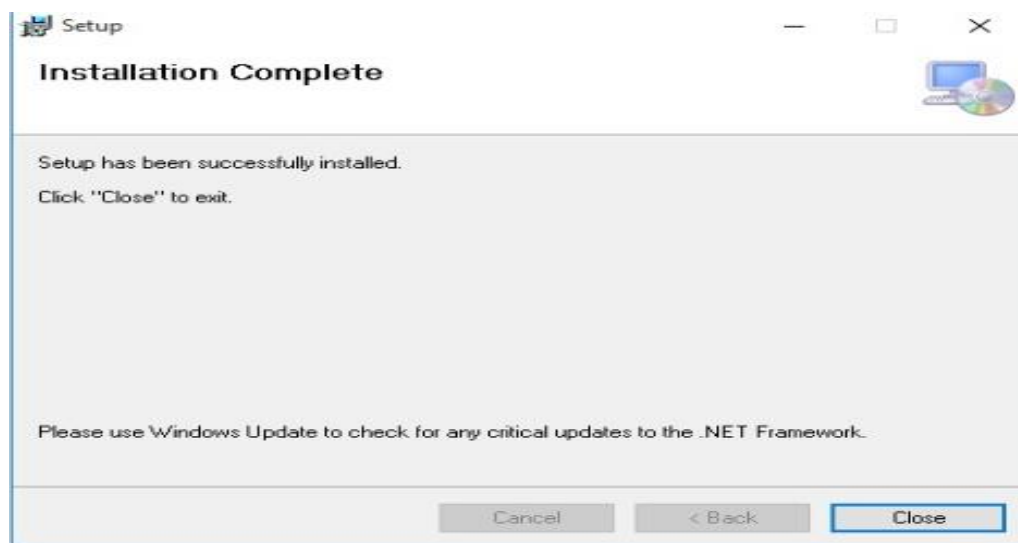 Setup
Installation Complete
Setup has been successfully installed.
Click "Close" to exit.
Please use Windows Update to check for any critical updates to the .NET Framework.
Cancel
< Back
Close